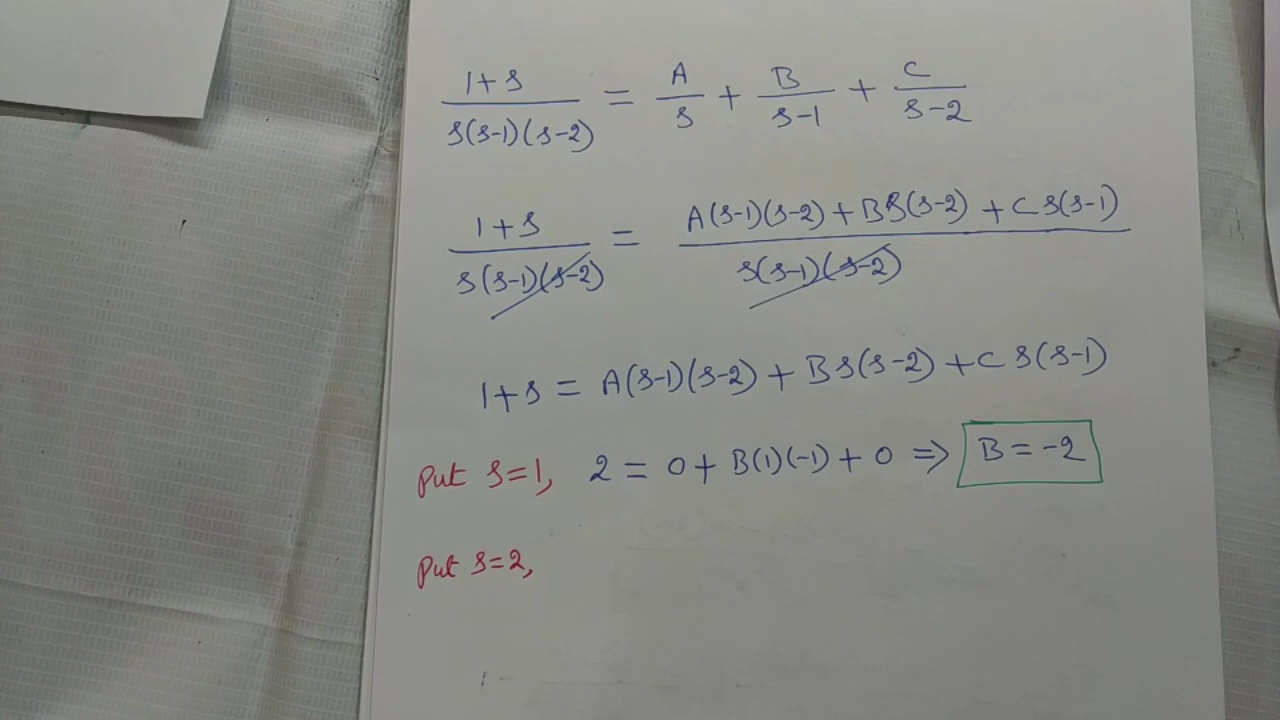 (1+s)/(s(s-1)(s-2)) = A/s + B/(s-1) + C/(s-2)
(1+s)/(s(s-1)(s-2)) = (A(s-1)(s-2) + Bs(s-2) + Cs(s-1))/(s(s-1)(s-2))
1+s = A(s-1)(s-2) + Bs(s-2) + Cs(s-1)
Put s=1, 2 = 0 + B(1)(-1) + 0 ⇒ B = -2
Put s=2,